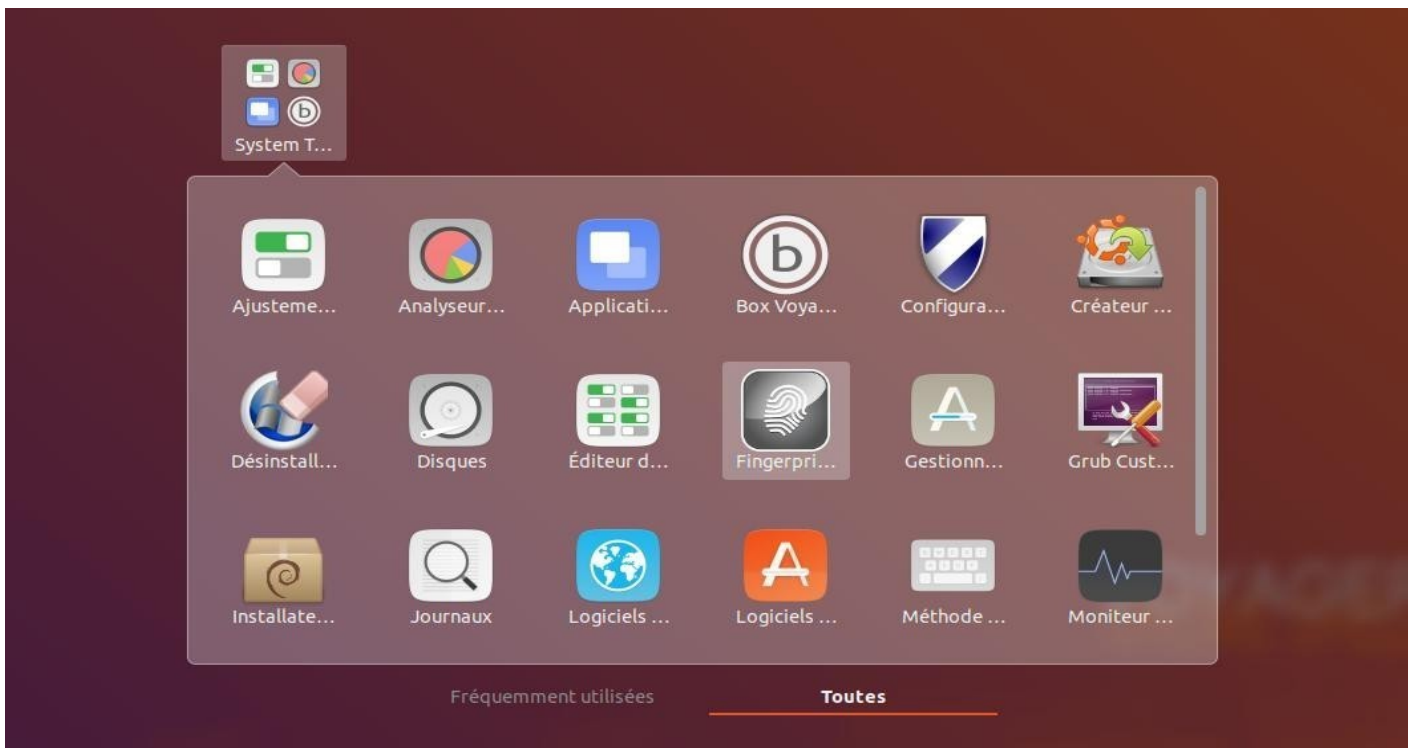 System T...
Ajusteme...
Analyseur...
Applicati...
Box Voya...
Configura...
Créateur ...
Désinstall...
Disques
Éditeur d...
Fingerpri...
Gestionn...
Grub Cust...
Installate...
Journaux
Logiciels ...
Logiciels ...
Méthode ...
Moniteur ...
OYAGER
Fréquemment utilisées
Toutes